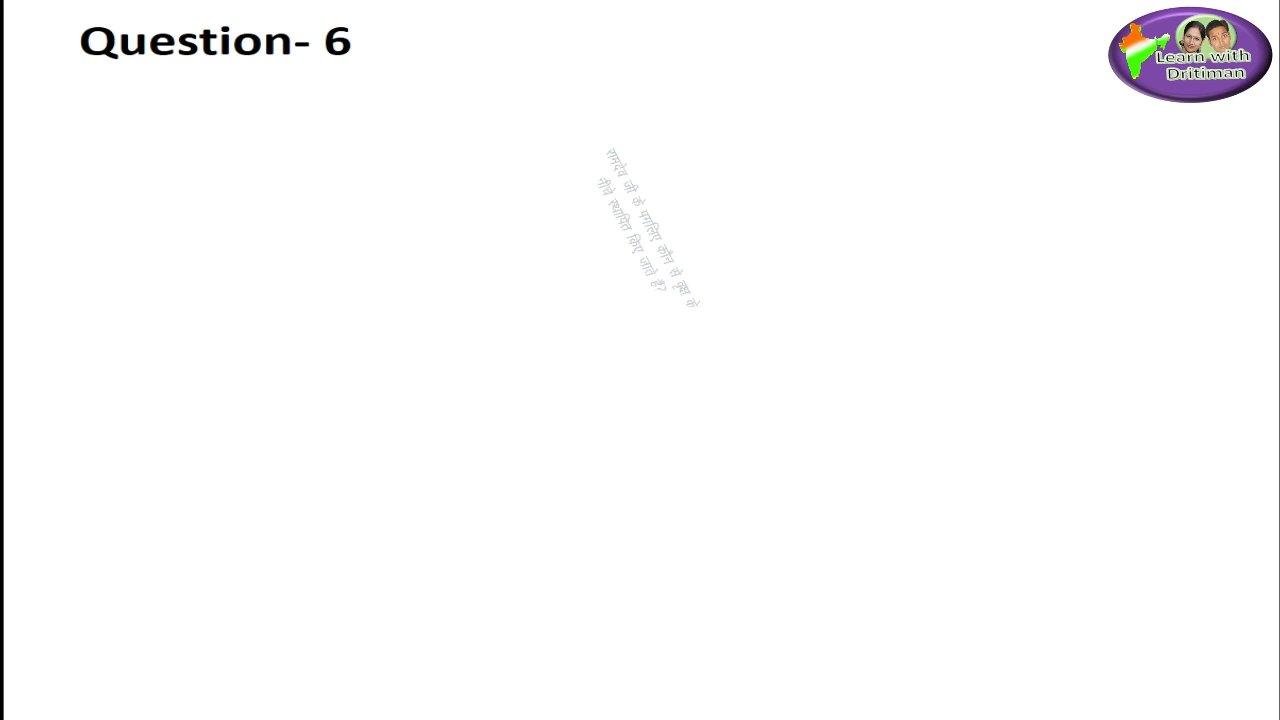 Question- 6
Learn with
Dritiman
रामदेव जी के पगलिए कौन से वृक्ष के
नीचे स्थापित किए जाते हैं?